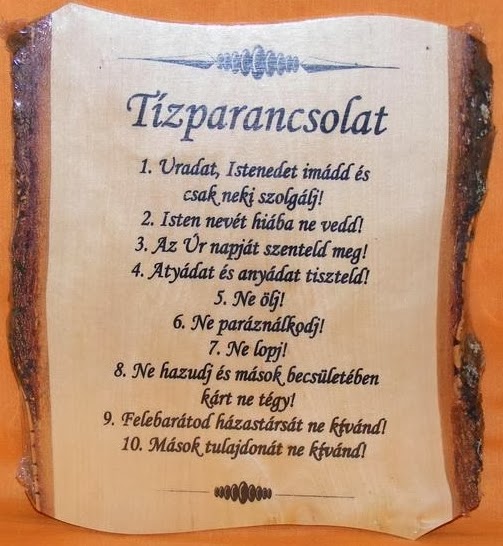 Tízparancsolat
1. Uradat, Istenedet imádd és
csak neki szolgálj!
2. Isten nevét hiába ne vedd!
3. Az Úr napját szenteld meg!
4. Atyádat és anyádat tiszteld!
5. Ne ölj!
6. Ne paráználkodj!
7. Ne lopj!
8. Ne hazudj és mások becsületében
kárt ne tégy!
9. Felebarátod házastársát ne kívánd!
10. Mások tulajdonát ne kívánd!